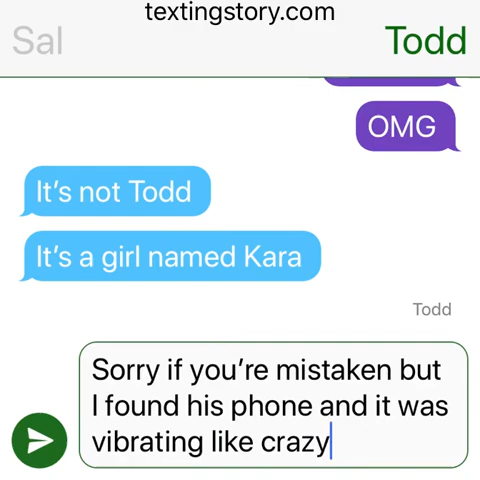 textingstory.com
Sal
Todd
OMG
It’s not Todd
It’s a girl named Kara
Todd
Sorry if you’re mistaken but
I found his phone and it was
vibrating like crazy